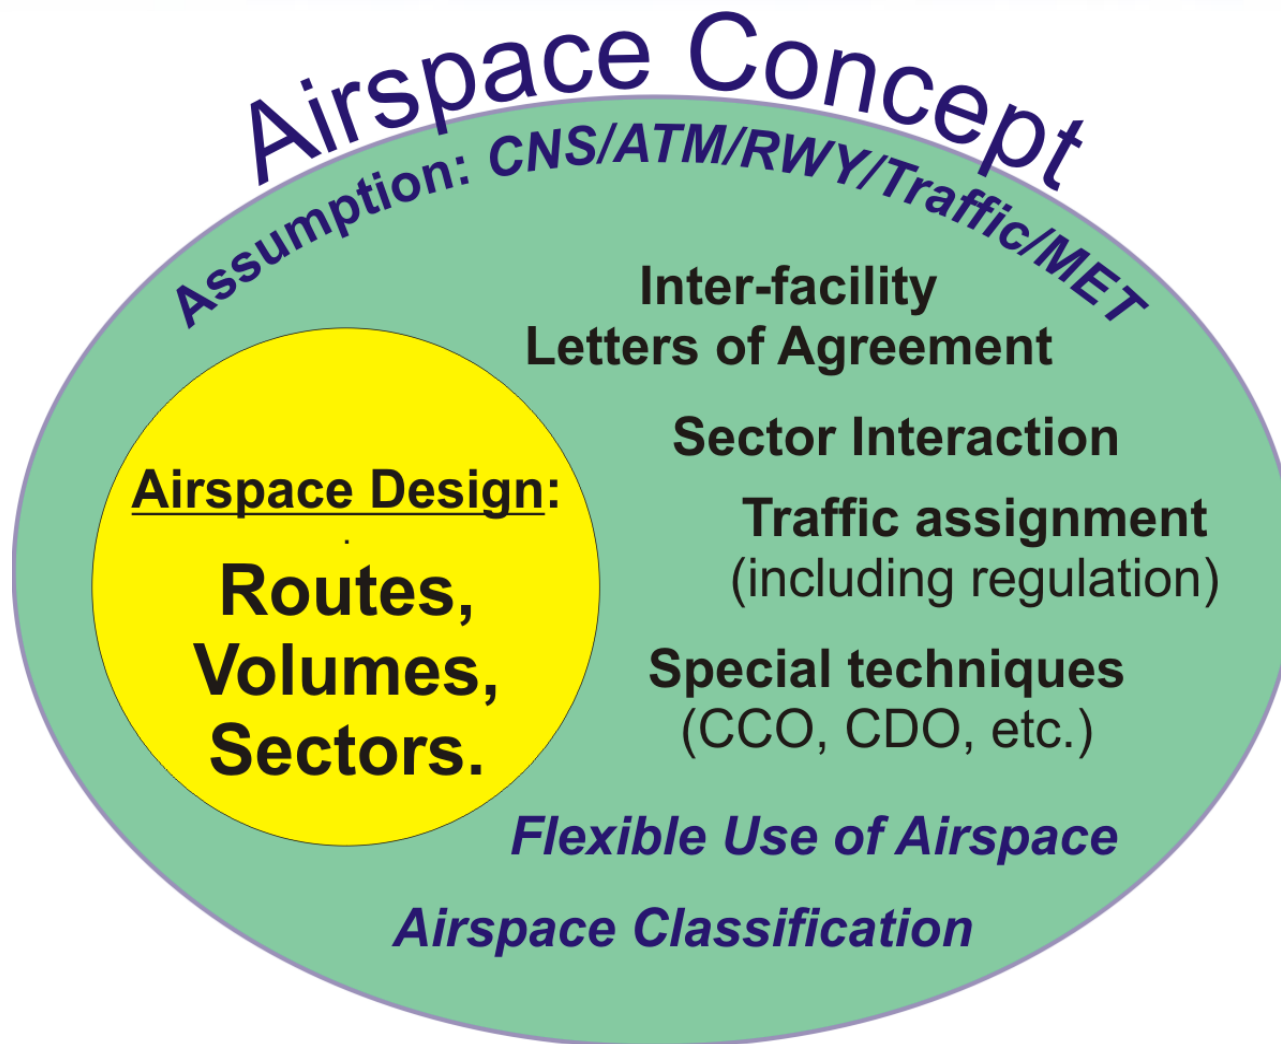 Airspace Concept
Assumption: CNS/ATM/RWY/Traffic/MET
Inter-facility
Letters of Agreement
Sector Interaction
Traffic assignment
(including regulation)
Special techniques
(CCO, CDO, etc.)
Flexible Use of Airspace
Airspace Classification
Airspace Design:
.
Routes,
Volumes,
Sectors.